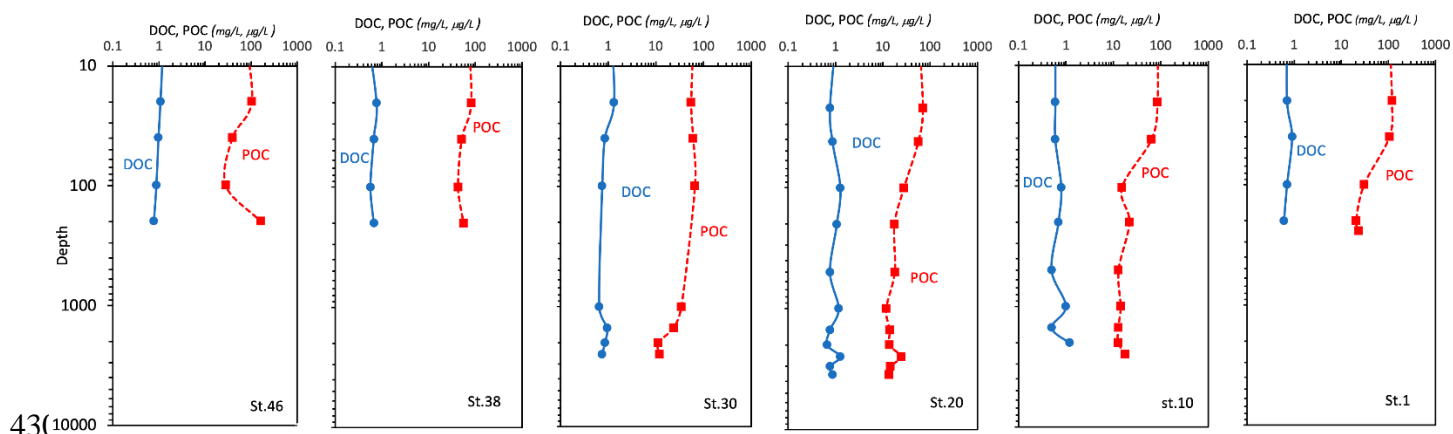 DOC, POC (mg/L, μg/L) DOC, POC (mg/L, μg/L) DOC, POC (mg/L, μg/L) DOC, POC (mg/L, μg/L) DOC, POC (mg/L, μg/L) DOC, POC (mg/L, μg/L)
0.1 1 10 100 1000 0.1 1 10 100 1000 0.1 1 10 100 1000 0.1 1 10 100 1000 0.1 1 10 100 1000 0.1 1 10 100 1000
10
POC
DOC
DOC POC DOC POC DOC POC DOC POC
100
DOC
POC
Depth
POC
1000
St.46 St.38 St.30 St.20 st.10 St.1
43(
10000